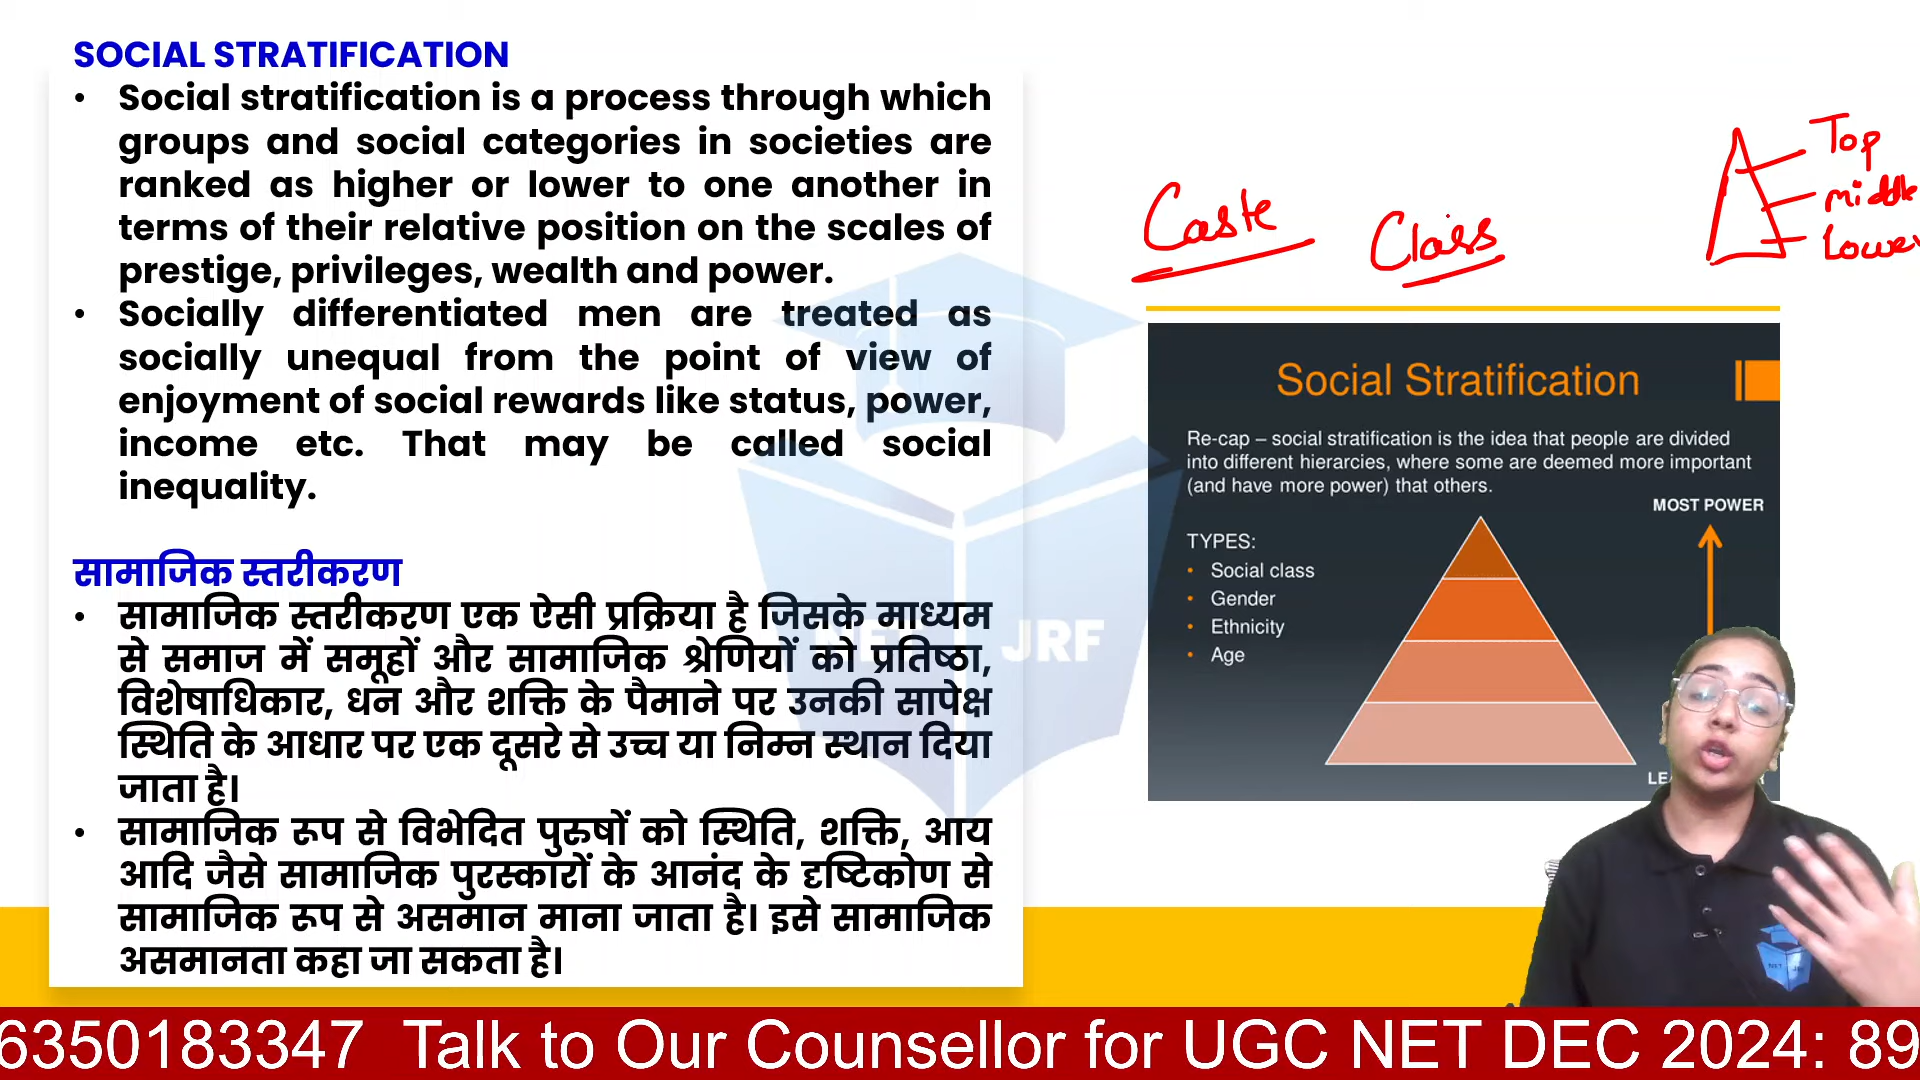 SOCIAL STRATIFICATION
• Social stratification is a process through which
groups and social categories in societies are
ranked as higher or lower to one another in
terms of their relative position on the scales of
prestige, privileges, wealth and power.
• Socially differentiated men are treated as
socially unequal from the point of view of
enjoyment of social rewards like status, power,
income etc. That may be called social
inequality.
सामाजिक स्तरीकरण
• सामाजिक स्तरीकरण एक ऐसी प्रक्रिया है जिसके माध्यम
से समाज में समूहों और सामाजिक श्रेणियों को प्रतिष्ठा,
विशेषाधिकार, धन और शक्ति के पैमाने पर उनकी सापेक्ष
स्थिति के आधार पर एक दूसरे से उच्च या निम्न स्थान दिया
जाता है।
• सामाजिक रूप से विभेदित पुरुषों को स्थिति, शक्ति, आय
आदि जैसे सामाजिक पुरस्कारों के आनंद के दृष्टिकोण से
सामाजिक रूप से असमान माना जाता है। इसे सामाजिक
असमानता कहा जा सकता है।
Caste
Class
Top
middle
Lower
Social Stratification
Re-cap – social stratification is the idea that people are divided
into different hierarchies, where some are deemed more important
(and have more power) that others.
MOST POWER
TYPES:
• Social class
• Gender
• Ethnicity
• Age
NET JRF
NET JRF
6350183347 Talk to Our Counsellor for UGC NET DEC 2024: 89